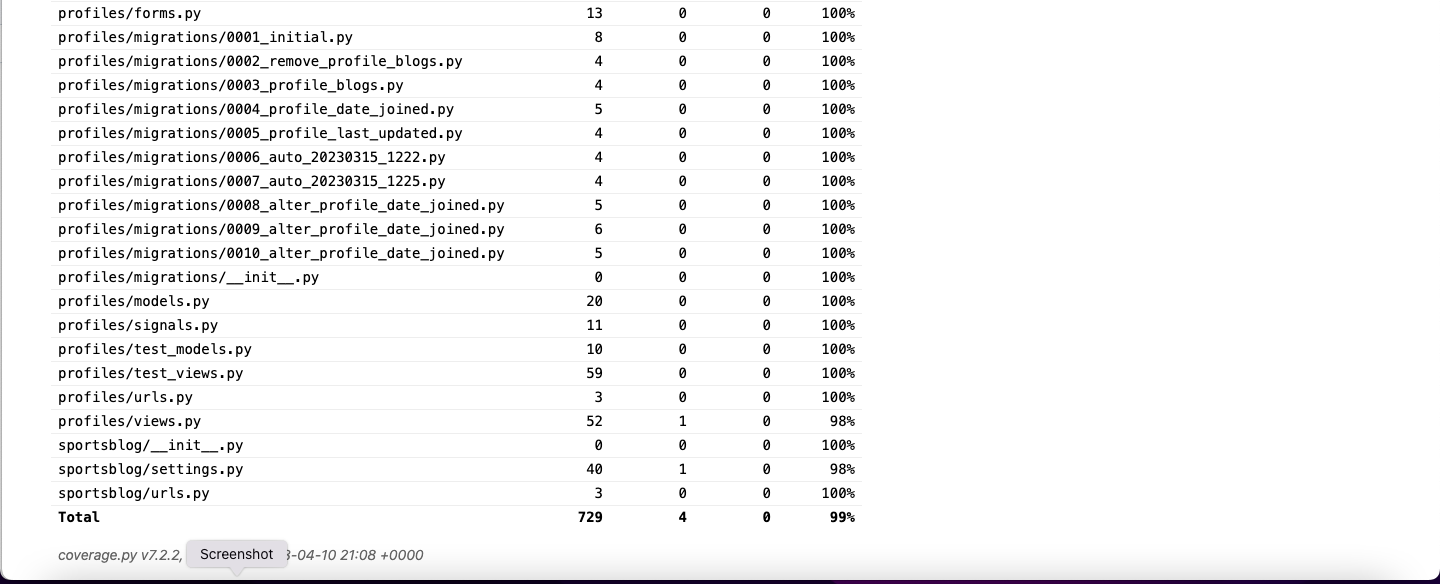 profiles/forms.py 13 0 0 100%
profiles/migrations/0001_initial.py 8 0 0 100%
profiles/migrations/0002_remove_profile_blogs.py 4 0 0 100%
profiles/migrations/0003_profile_blogs.py 4 0 0 100%
profiles/migrations/0004_profile_date_joined.py 5 0 0 100%
profiles/migrations/0005_profile_last_updated.py 4 0 0 100%
profiles/migrations/0006_auto_20230315_1222.py 4 0 0 100%
profiles/migrations/0007_auto_20230315_1225.py 4 0 0 100%
profiles/migrations/0008_alter_profile_date_joined.py 5 0 0 100%
profiles/migrations/0009_alter_profile_date_joined.py 6 0 0 100%
profiles/migrations/0010_alter_profile_date_joined.py 5 0 0 100%
profiles/migrations/__init__.py 0 0 0 100%
profiles/models.py 20 0 0 100%
profiles/signals.py 11 0 0 100%
profiles/test_models.py 10 0 0 100%
profiles/test_views.py 59 0 0 100%
profiles/urls.py 3 0 0 100%
profiles/views.py 52 1 0 98%
sportsblog/__init__.py 0 0 0 100%
sportsblog/settings.py 40 1 0 98%
sportsblog/urls.py 3 0 0 100%
Total 729 4 0 99%
coverage.py v7.2.2, Screenshot 3-04-10 21:08 +0000